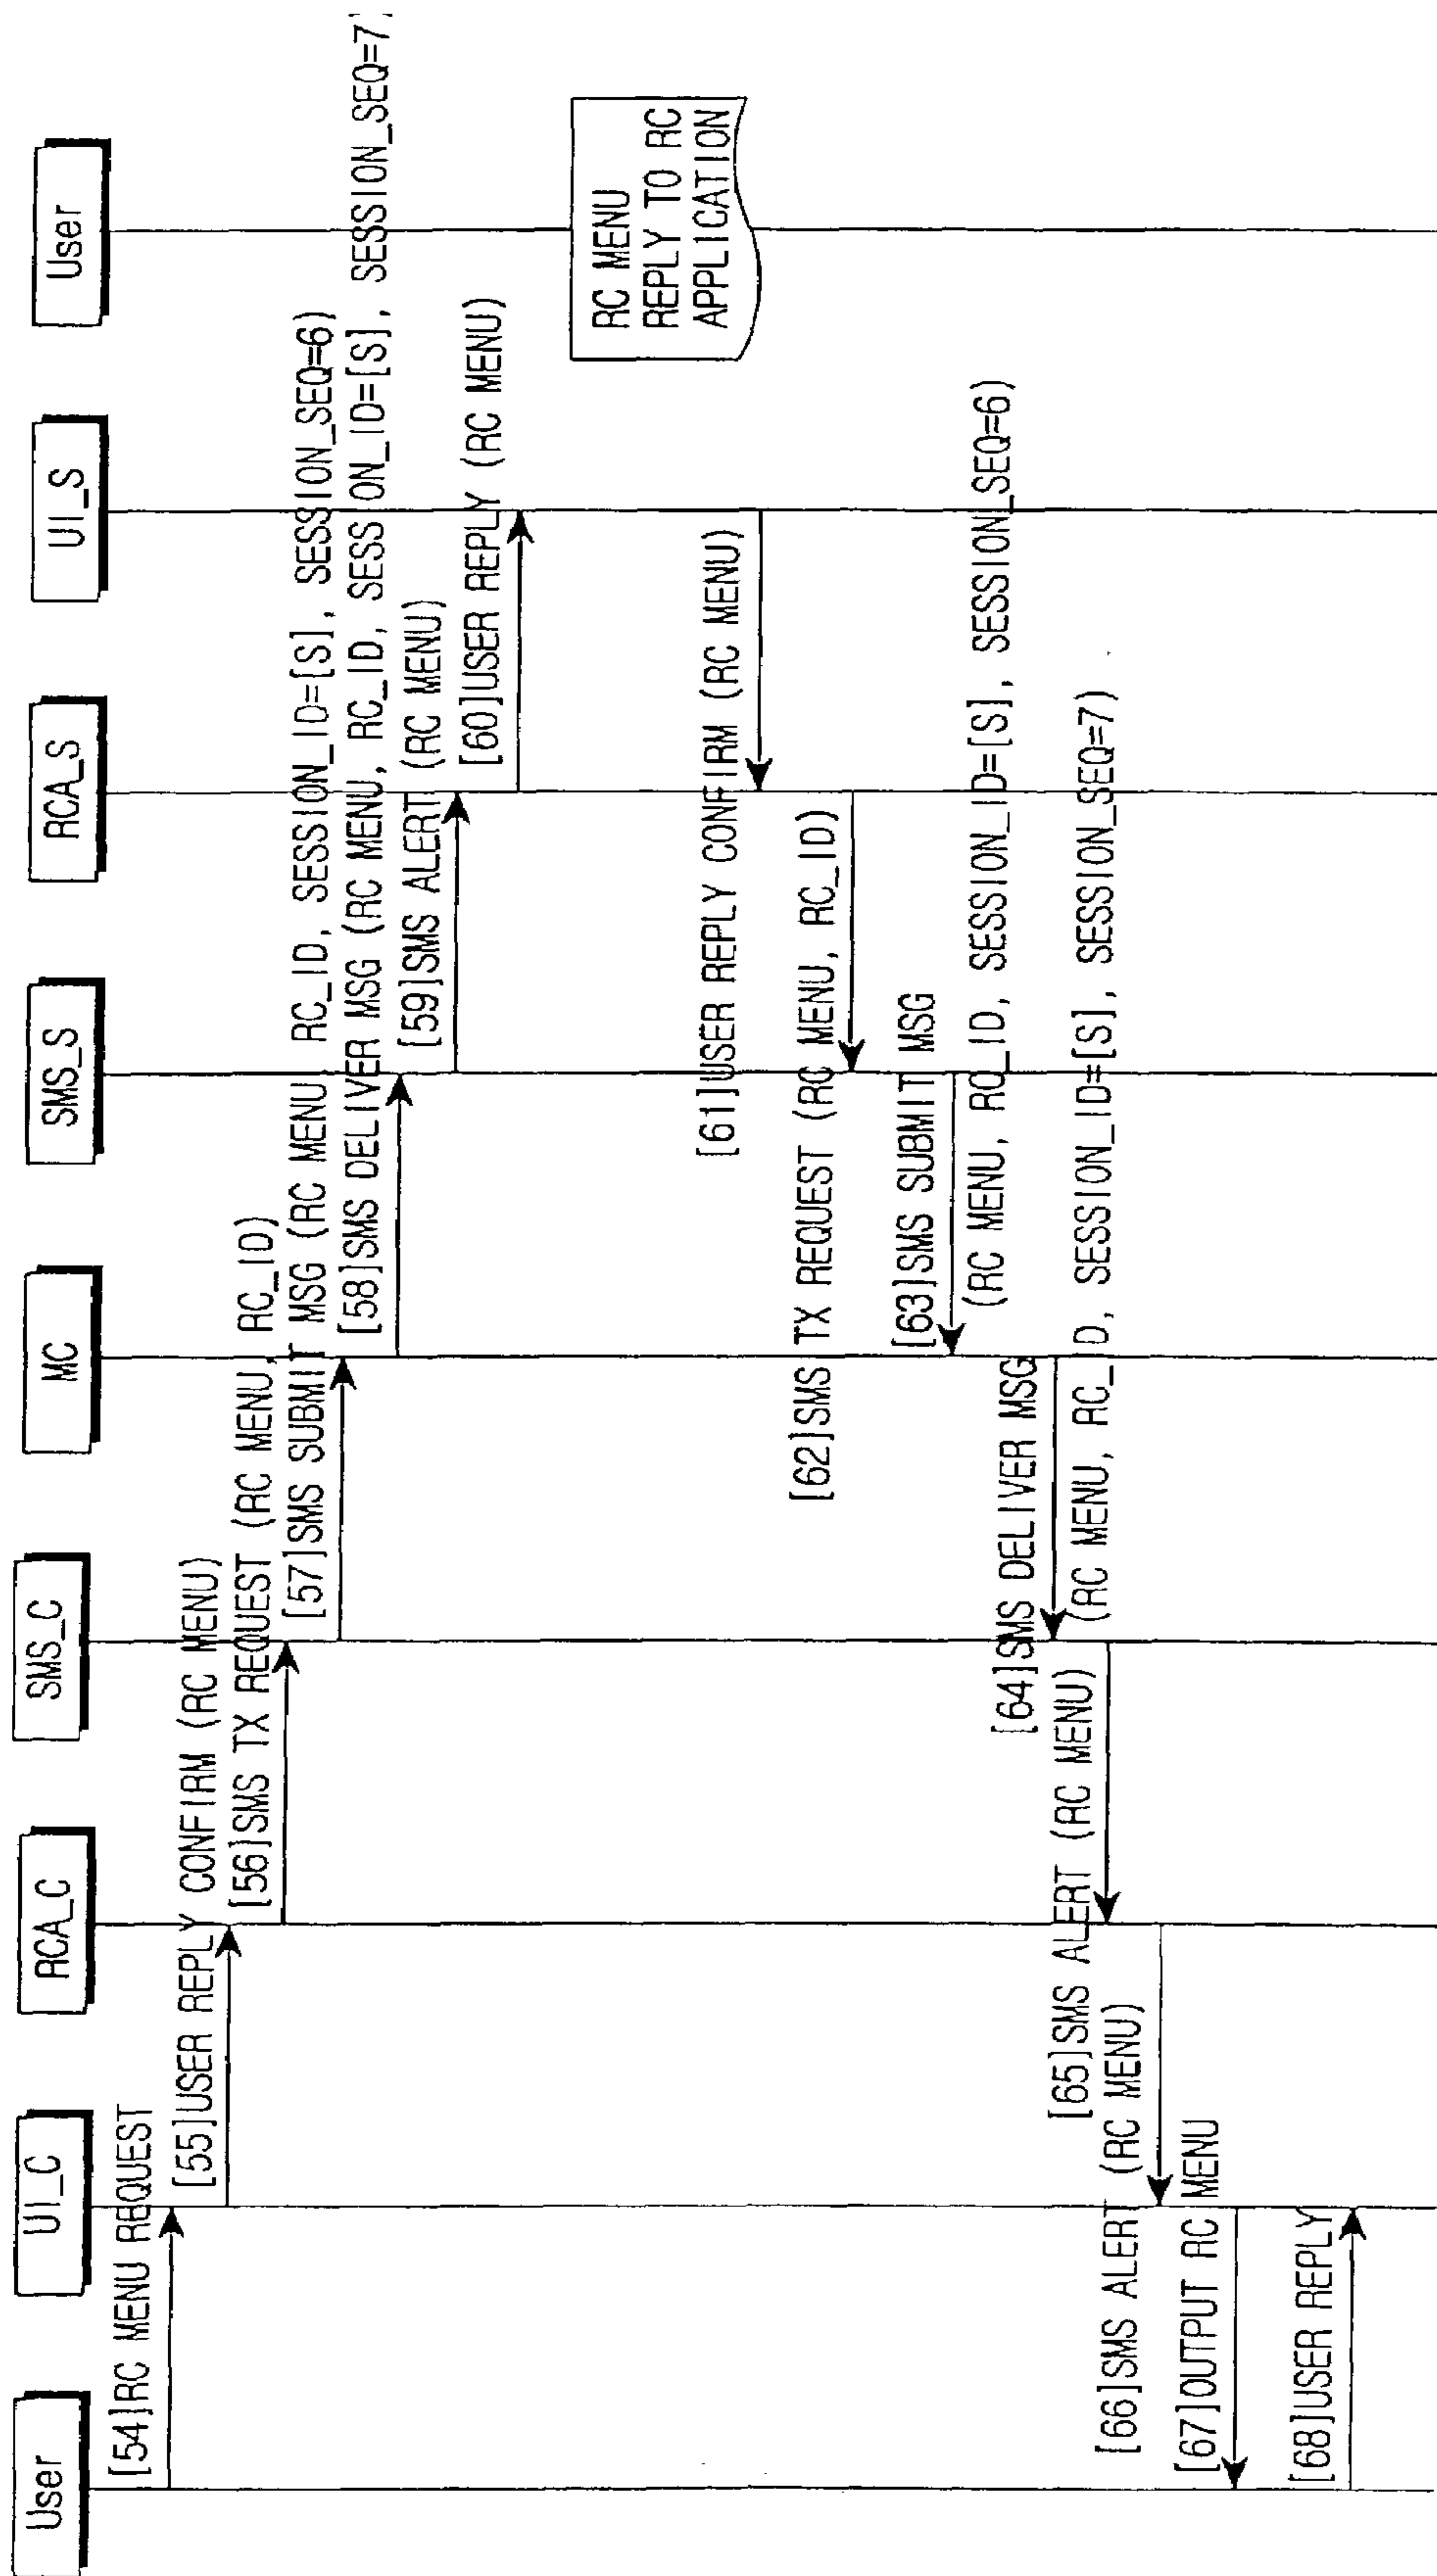 User
UI_C
RCA_C
SMS_C
MC
SMS_S
RCA_S
UI_S
User
[54]RC MENU REQUEST
[55]USER REPLY CONFIRM (RC MENU)
[56]SMS TX REQUEST (RC MENU, RC_ID)
[57]SMS SUBMIT MSG (RC MENU, RC_ID, SESSION_ID=[S], SESSION_SEQ=6)
[58]SMS DELIVER MSG (RC MENU, RC_ID, SESSION_ID=[S], SESSION_SEQ=7)
[59]SMS ALERT (RC MENU)
[60]USER REPLY (RC MENU)
RC MENU
REPLY TO RC
APPLICATION
[61]USER REPLY CONFIRM (RC MENU)
[62]SMS TX REQUEST (RC MENU, RC_ID)
[63]SMS SUBMIT MSG
(RC MENU, RC_ID, SESSION_ID=[S], SESSION_SEQ=6)
[64]SMS DELIVER MSG
(RC MENU, RC_ID, SESSION_ID=[S], SESSION_SEQ=7)
[65]SMS ALERT (RC MENU)
[66]SMS ALERT (RC MENU)
[67]OUTPUT RC MENU
[68]USER REPLY